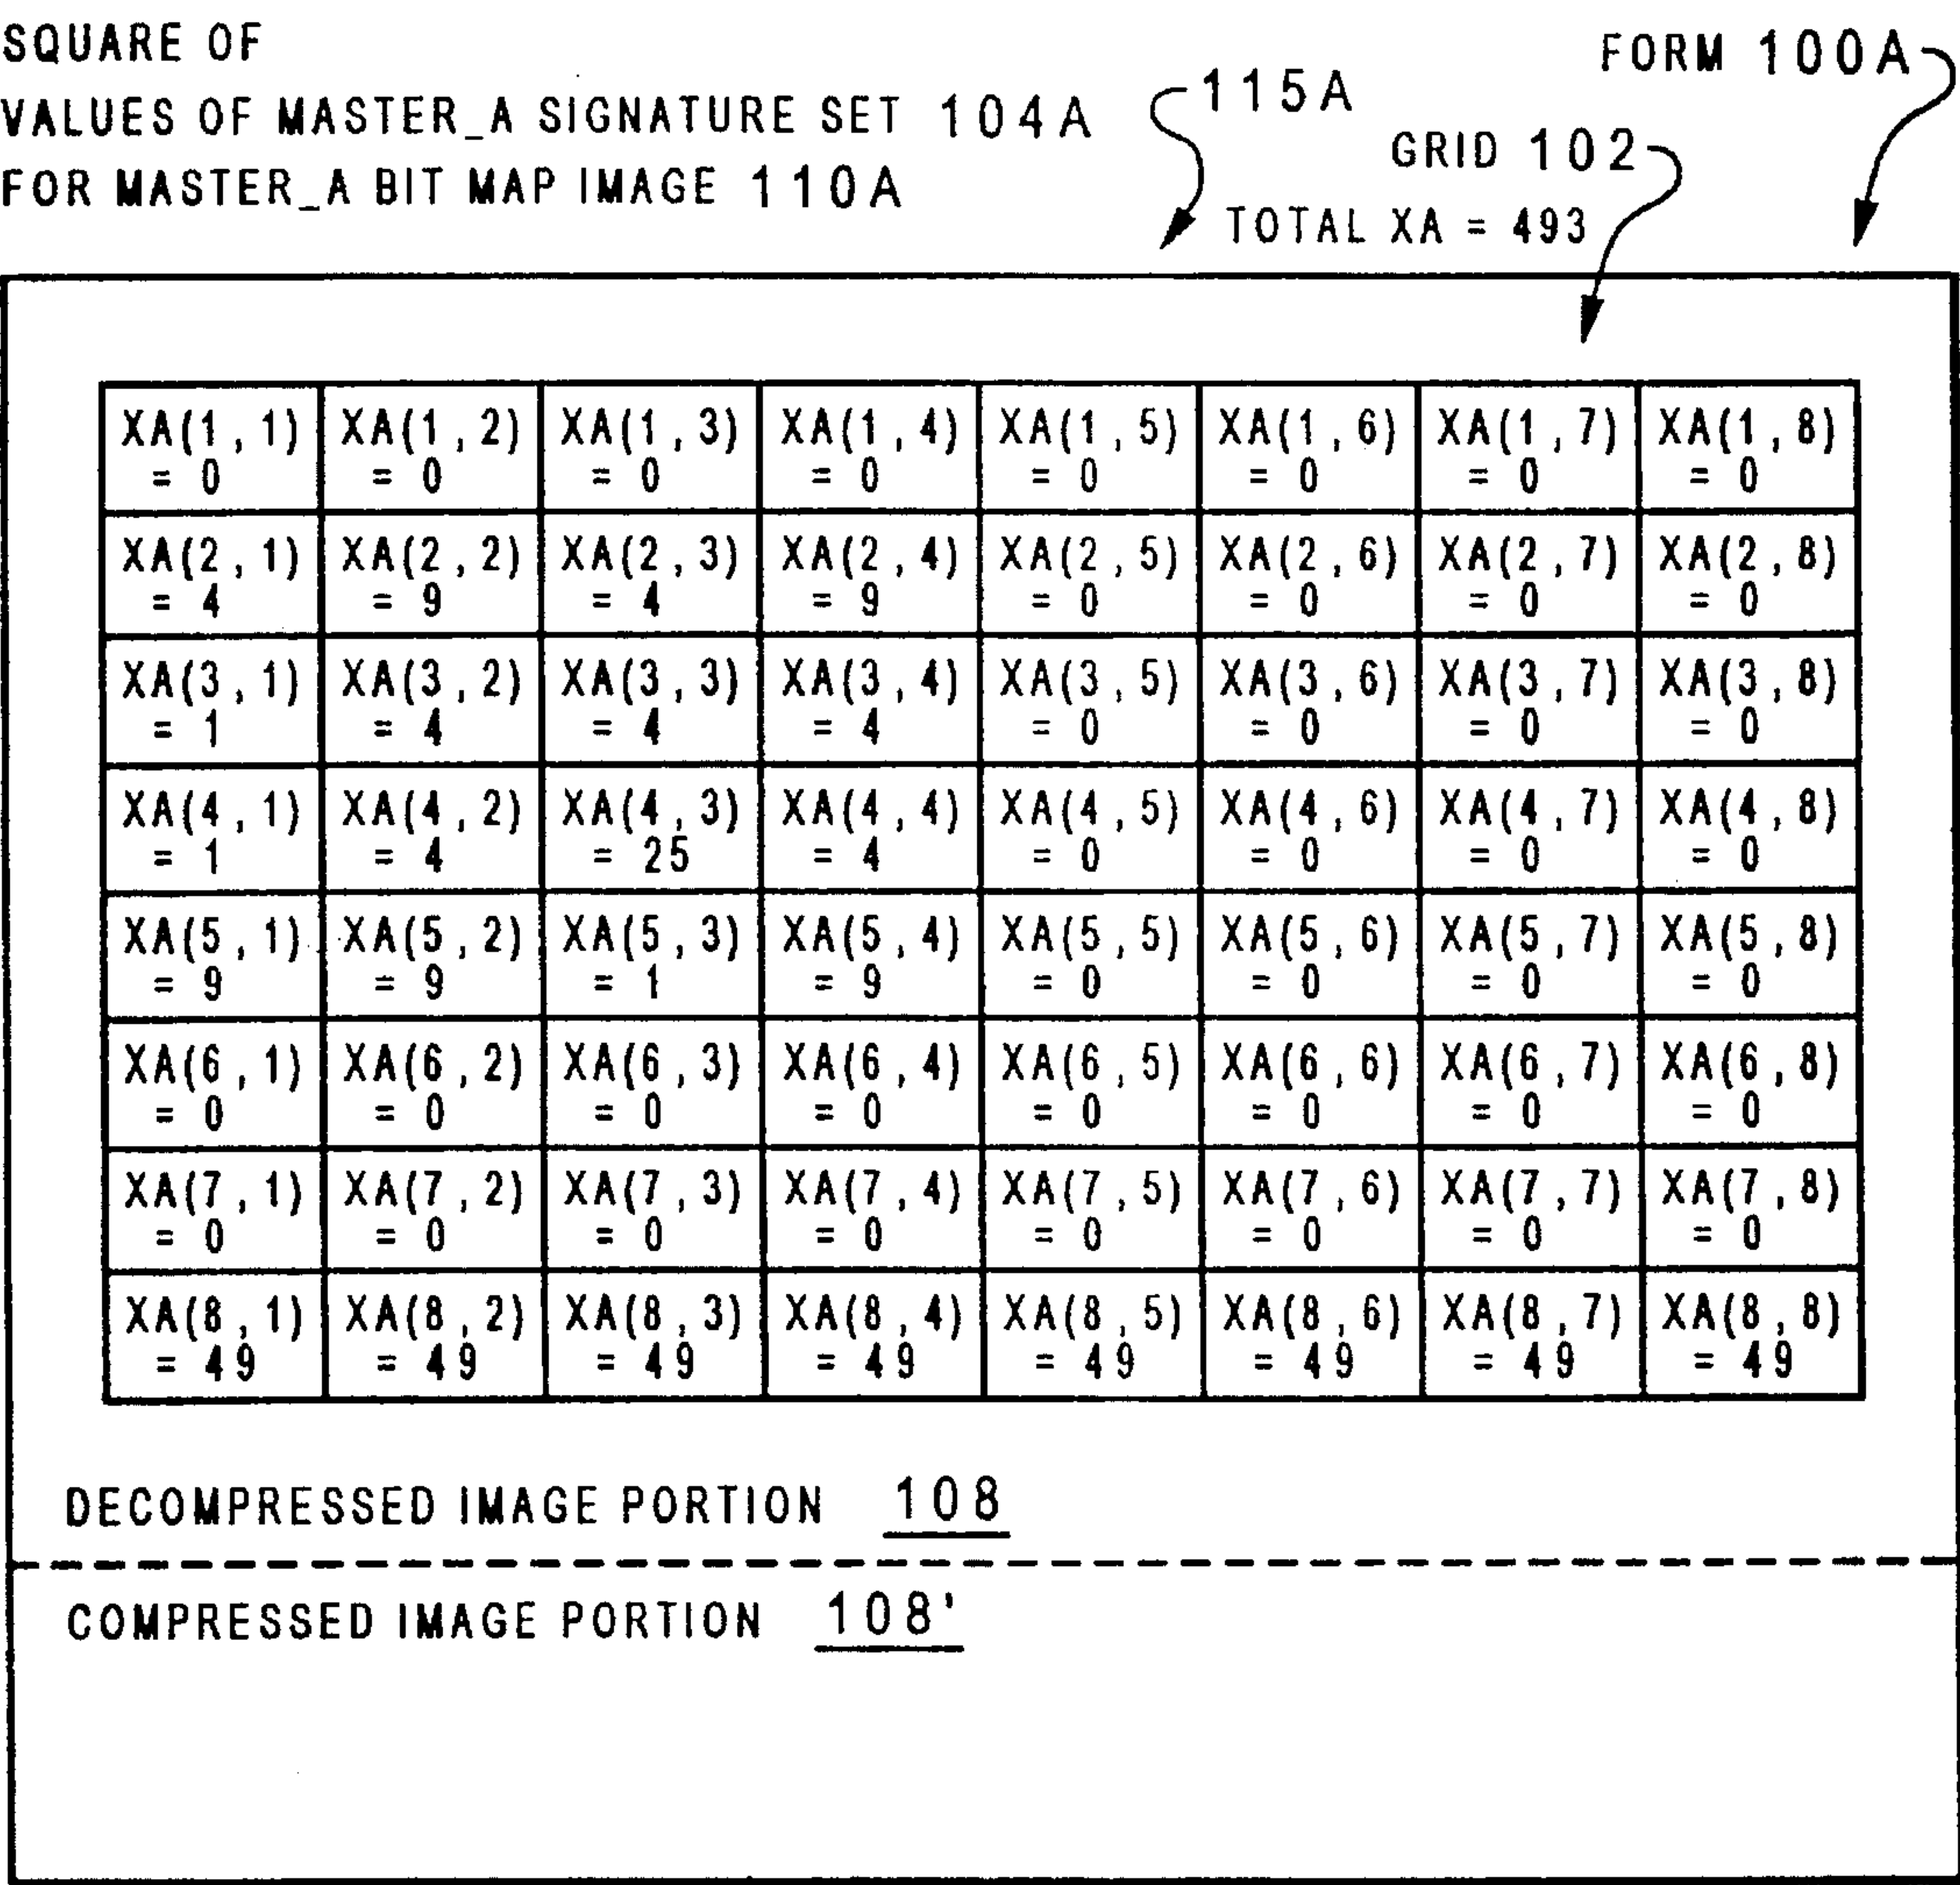 SQUARE OF
VALUES OF MASTER_A SIGNATURE SET 104A
FOR MASTER_A BIT MAP IMAGE 110A
115A
FORM 100A
GRID 102
TOTAL XA = 493
XA(1,1) XA(1,2) XA(1,3) XA(1,4) XA(1,5) XA(1,6) XA(1,7) XA(1,8)
= 0 = 0 = 0 = 0 = 0 = 0 = 0 = 0
XA(2,1) XA(2,2) XA(2,3) XA(2,4) XA(2,5) XA(2,6) XA(2,7) XA(2,8)
= 4 = 9 = 4 = 9 = 0 = 0 = 0 = 0
XA(3,1) XA(3,2) XA(3,3) XA(3,4) XA(3,5) XA(3,6) XA(3,7) XA(3,8)
= 1 = 4 = 4 = 4 = 0 = 0 = 0 = 0
XA(4,1) XA(4,2) XA(4,3) XA(4,4) XA(4,5) XA(4,6) XA(4,7) XA(4,8)
= 1 = 4 = 25 = 4 = 0 = 0 = 0 = 0
XA(5,1) XA(5,2) XA(5,3) XA(5,4) XA(5,5) XA(5,6) XA(5,7) XA(5,8)
= 9 = 9 = 1 = 9 = 0 = 0 = 0 = 0
XA(6,1) XA(6,2) XA(6,3) XA(6,4) XA(6,5) XA(6,6) XA(6,7) XA(6,8)
= 0 = 0 = 0 = 0 = 0 = 0 = 0 = 0
XA(7,1) XA(7,2) XA(7,3) XA(7,4) XA(7,5) XA(7,6) XA(7,7) XA(7,8)
= 0 = 0 = 0 = 0 = 0 = 0 = 0 = 0
XA(8,1) XA(8,2) XA(8,3) XA(8,4) XA(8,5) XA(8,6) XA(8,7) XA(8,8)
= 49 = 49 = 49 = 49 = 49 = 49 = 49 = 49
DECOMPRESSED IMAGE PORTION 108
COMPRESSED IMAGE PORTION 108'